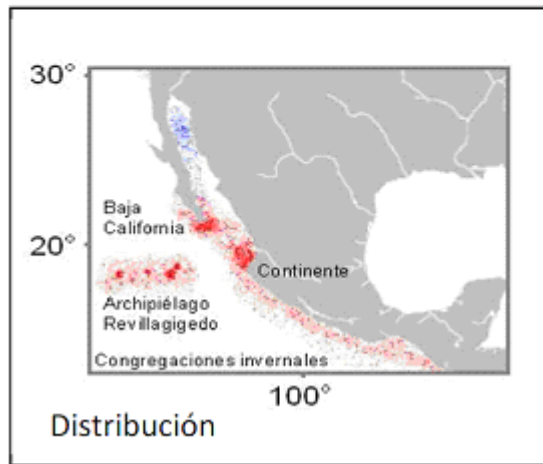 30°
Baja
California
20°
Continente
Archipiélago
Revillagigedo
Congregaciones invernales
100°
Distribución